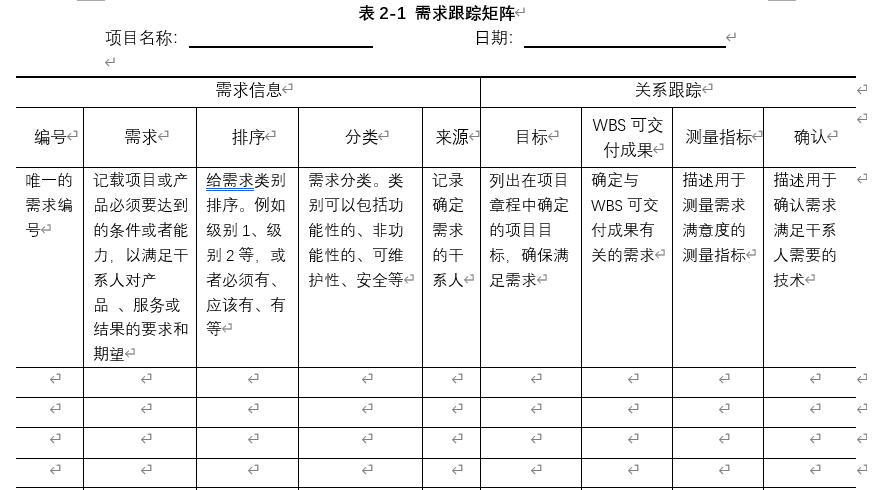 表 2-1 需求跟踪矩阵
项目名称: 日期:
需求信息 关系跟踪
编号 需求 排序 分类 来源 目标 WBS 可交付成果 测量指标 确认
唯一的
需求编
号
记载项目或产
品必须要达到
的条件或者能
力，以满足干
系人对产
品 、服务或
结果的要求和
期望
给需求类别
排序。例如
级别 1、级
别 2 等，或
者必须有、
应该有、有
等
需求分类。类
别可以包括功
能性的、非功
能性的、可维
护性、安全等
记录
确定
需求
的干
系人
列出在项目
章程中确定
的项目目
标，确保满
足需求
确定与
WBS 可交
付成果有
关的需求
描述用于
测量需求
满意度的
测量指标
描述用于
确认需求
满足干系
人需要的
技术